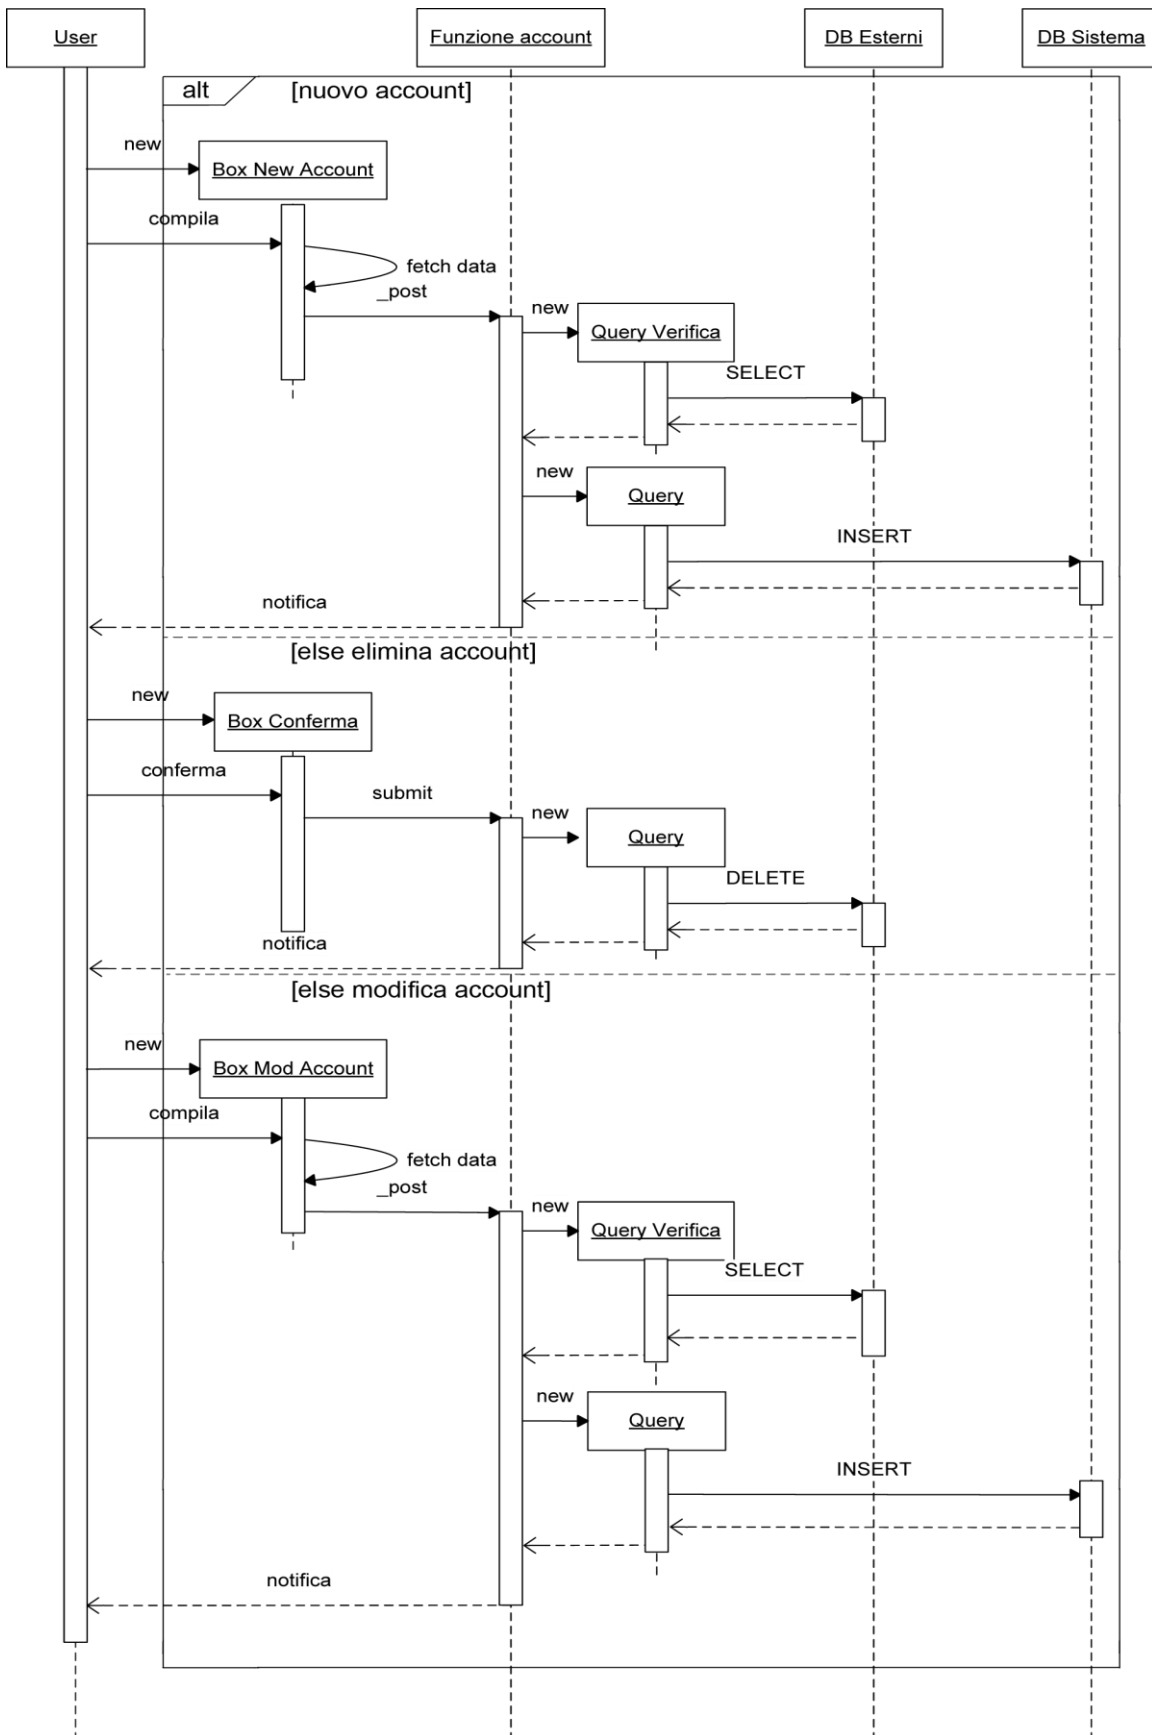 User
Funzione account
DB Esterni
DB Sistema
alt
[nuovo account]
new
Box New Account
compila
fetch data
_post
new
Query Verifica
SELECT
new
Query
INSERT
notifica
[else elimina account]
new
Box Conferma
conferma
submit
new
Query
DELETE
notifica
[else modifica account]
new
Box Mod Account
compila
fetch data
_post
new
Query Verifica
SELECT
new
Query
INSERT
notifica